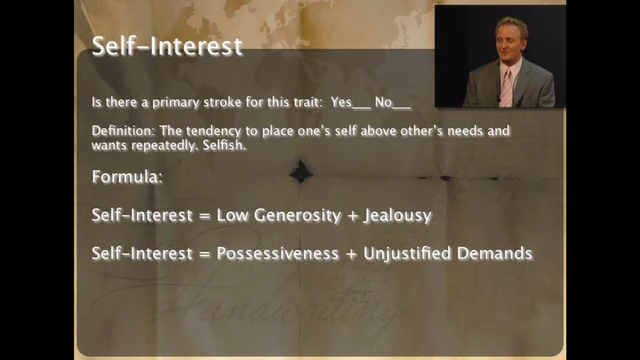 Self-Interest
Is there a primary stroke for this trait: Yes___ No___
Definition: The tendency to place one's self above other's needs and
wants repeatedly. Selfish.
Formula:
Self-Interest = Low Generosity + Jealousy
Self-Interest = Possessiveness + Unjustified Demands
Handwriting